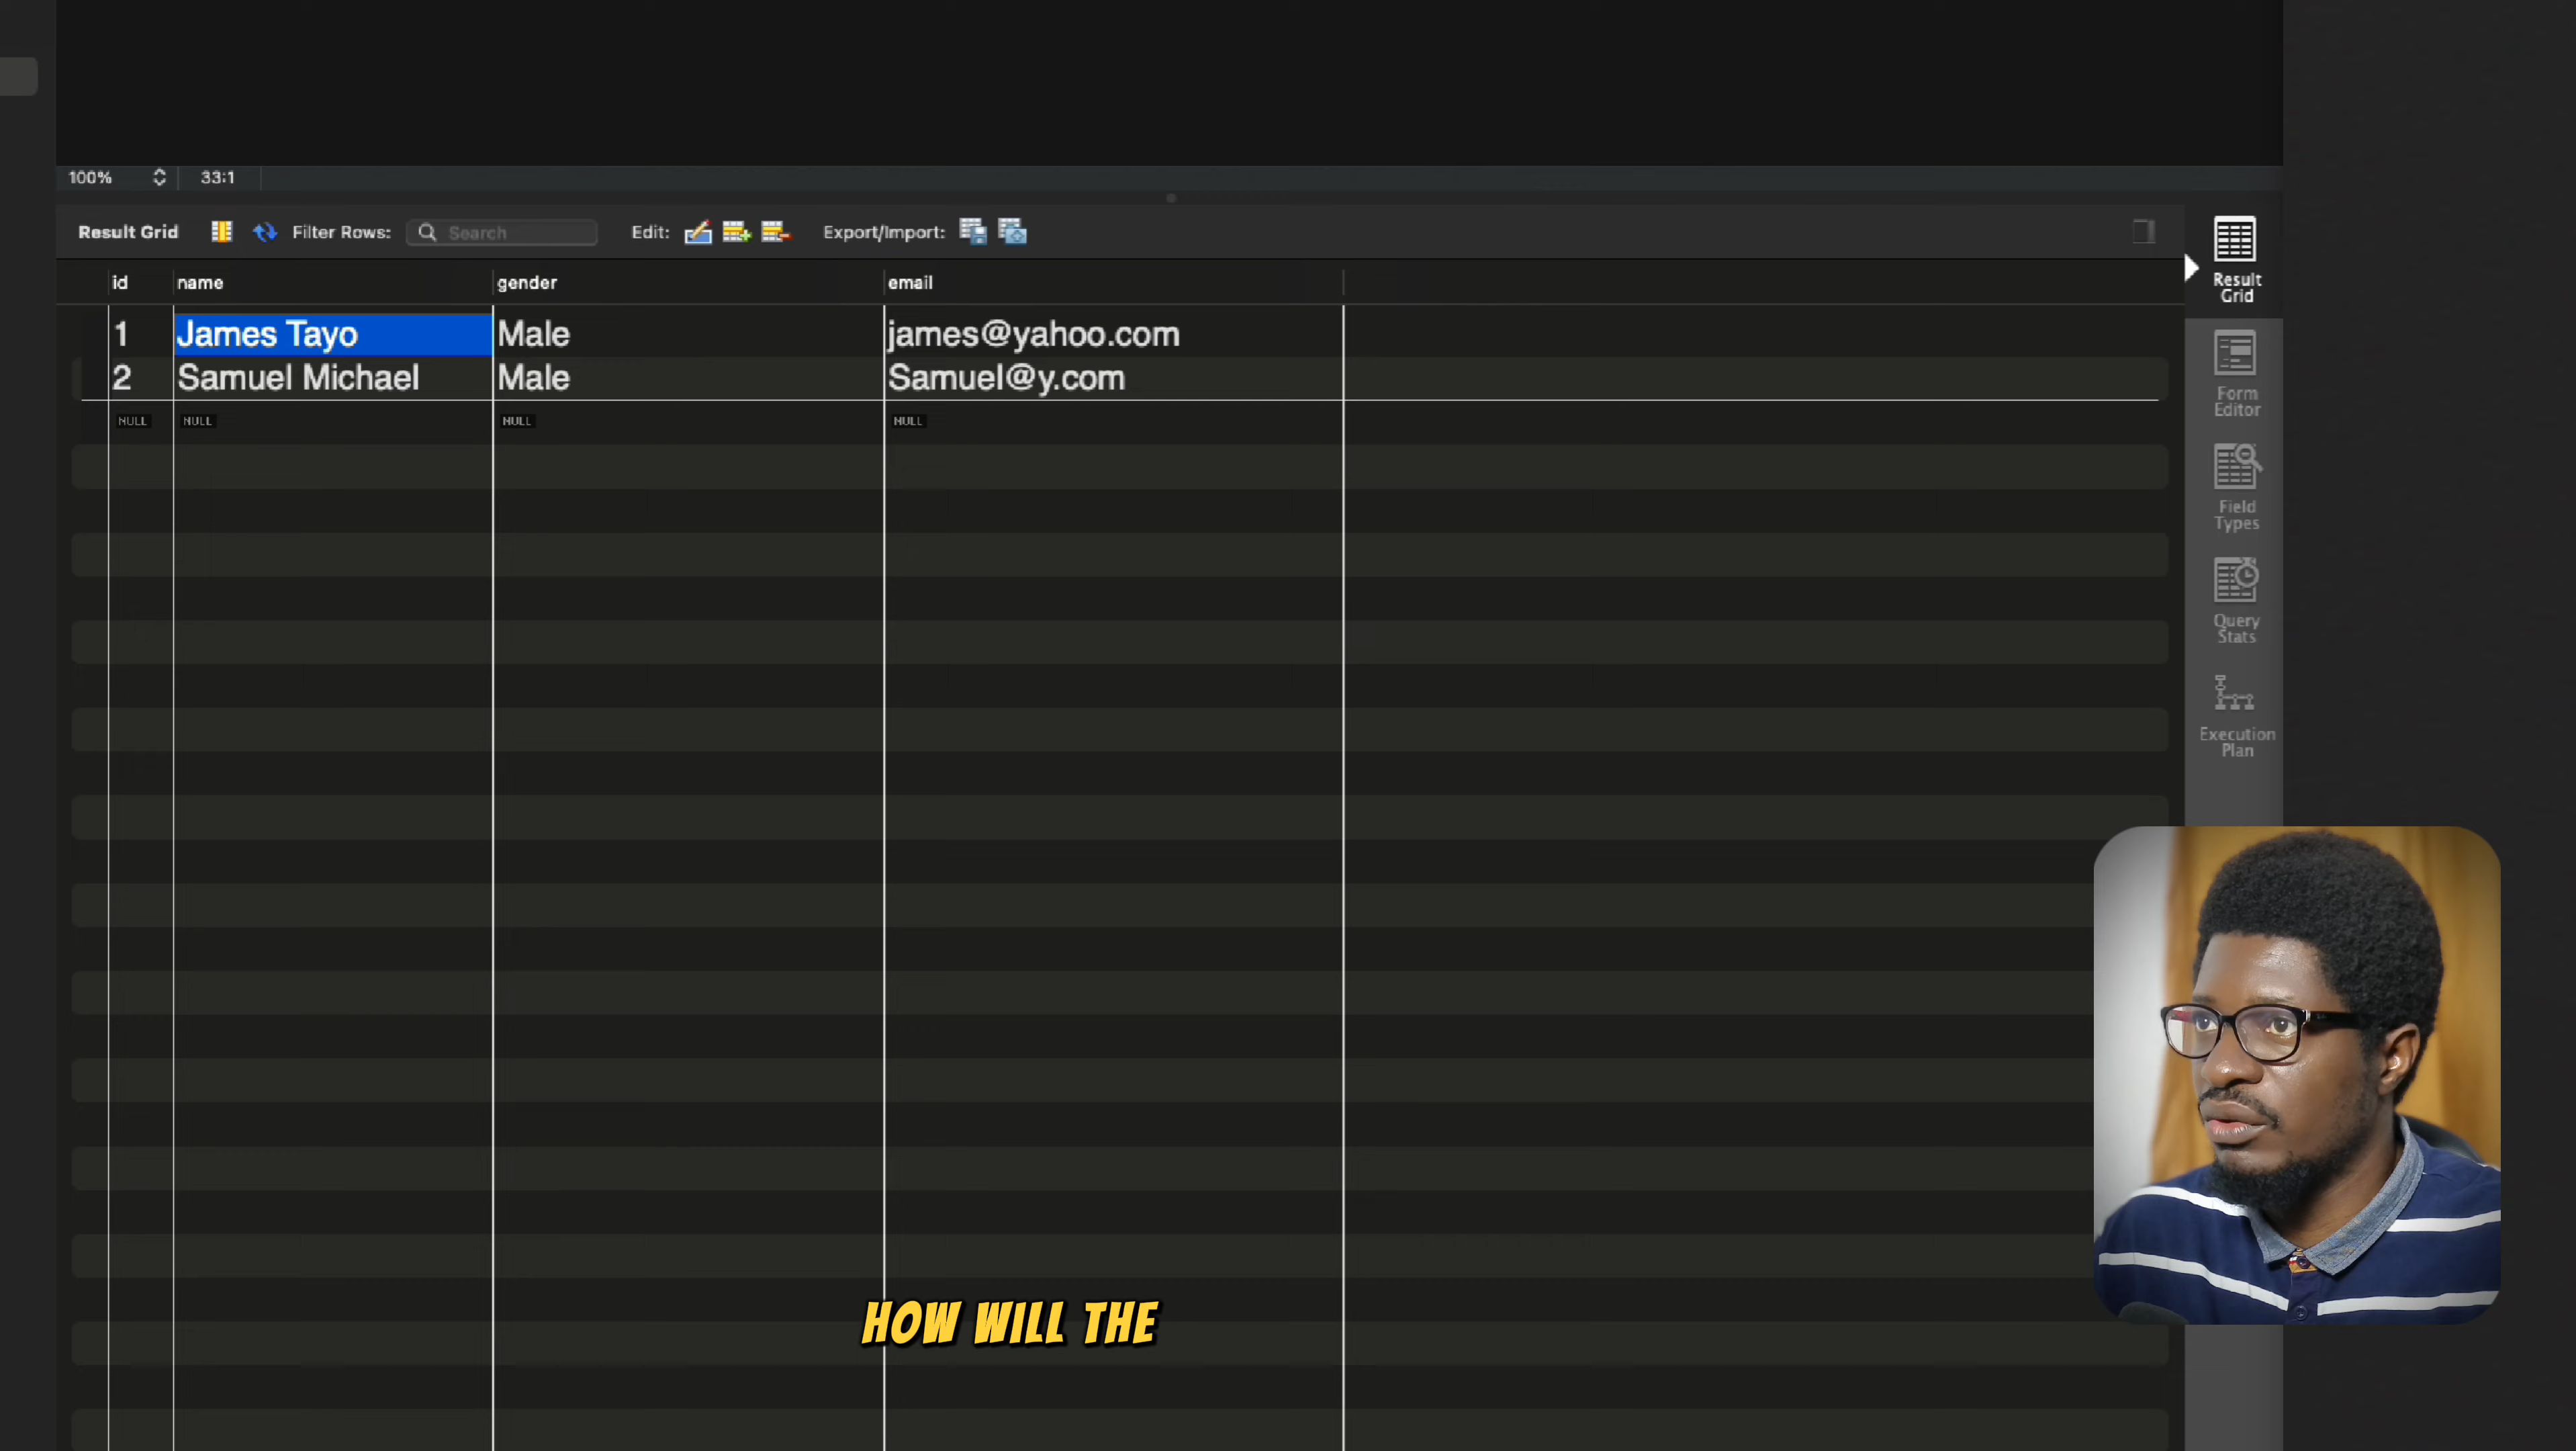 100% 33:1
Result Grid Filter Rows: Search Edit: Export/Import:
id name gender email
1 James Tayo Male james@yahoo.com
2 Samuel Michael Male Samuel@y.com
NULL NULL NULL NULL
Result
Grid
Form
Editor
Field
Types
Query
Stats
Execution
Plan
HOW WILL THE